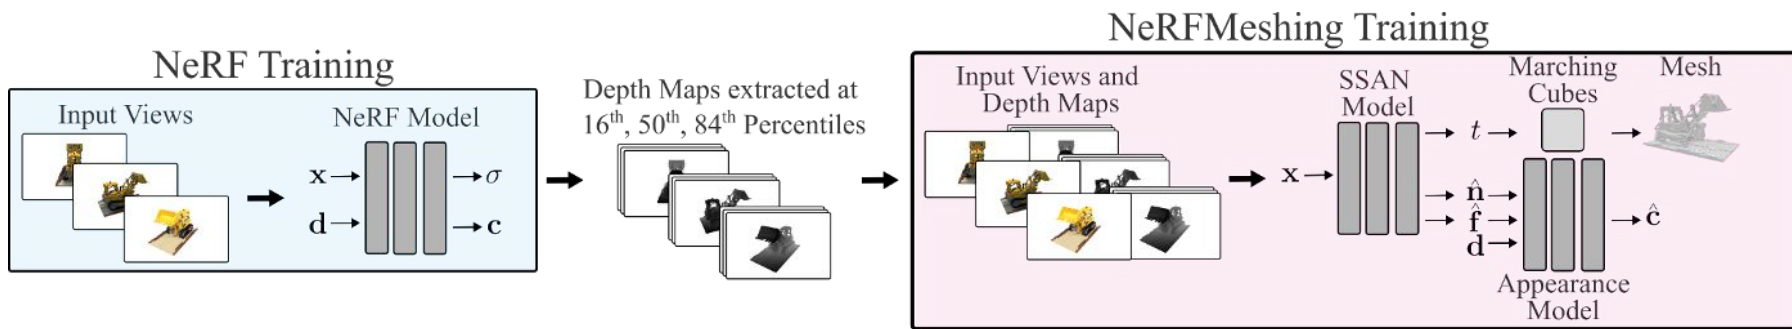 NeRF Training
Input Views
NeRF Model
x
d
σ
c
Depth Maps extracted at
16th, 50th, 84th Percentiles
NeRFMeshing Training
Input Views and
Depth Maps
SSAN
Model
x
t
n̂
f̂
d
Marching
Cubes
Mesh
ĉ
Appearance
Model